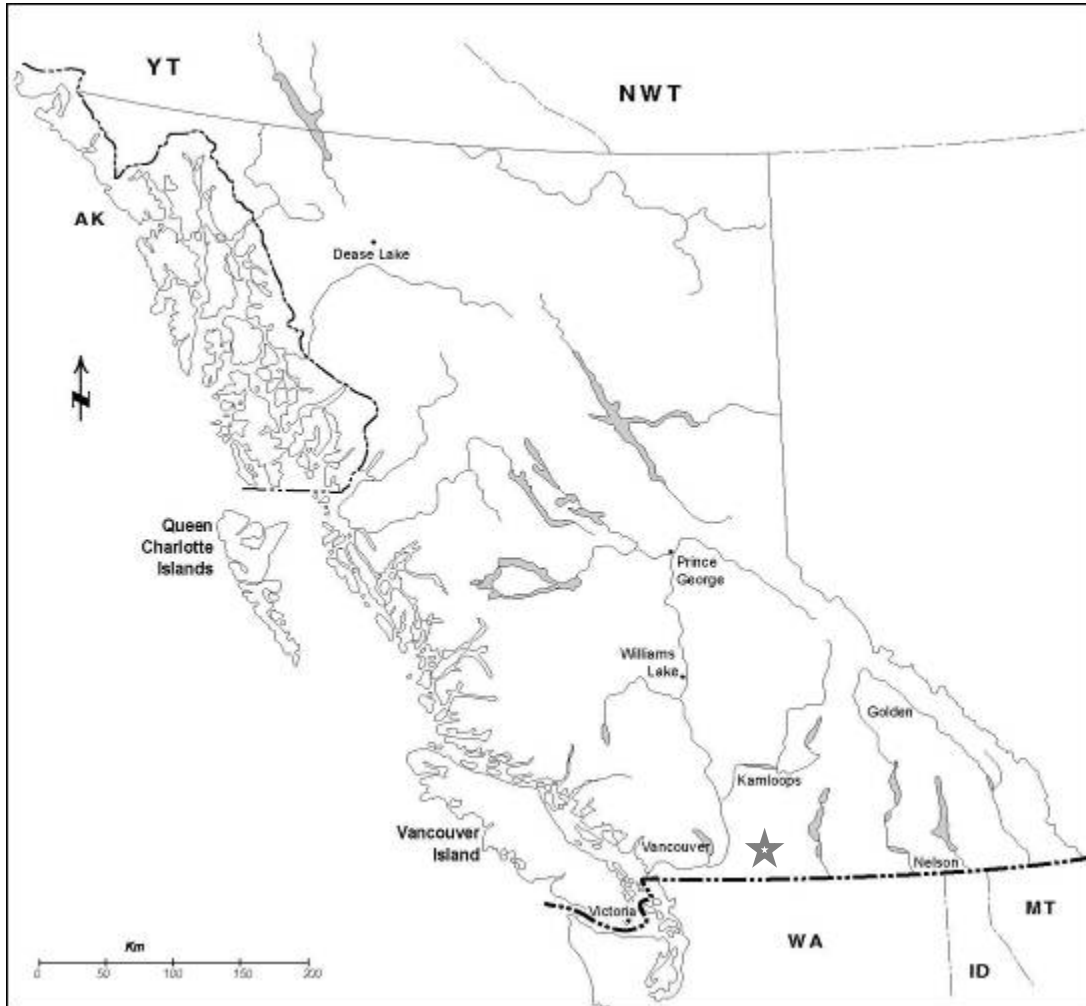 YT
NWT
AK
Dease Lake
N
Queen
Charlotte
Islands
Prince
George
Williams
Lake
Golden
Kamloops
Vancouver
Island
Vancouver
Nelson
Victoria
WA
MT
ID
Km
0 50 100 150 200